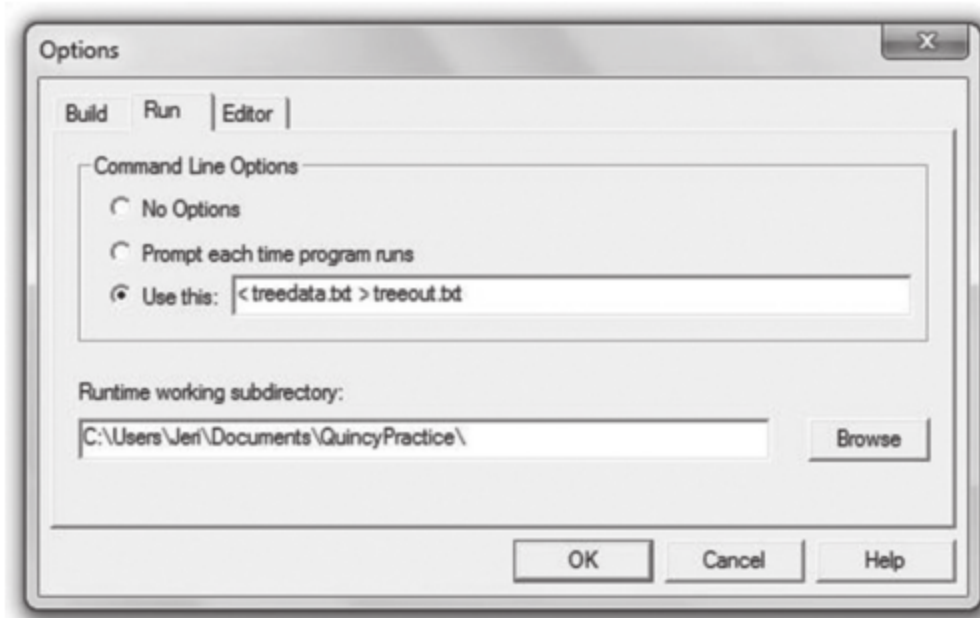 Options
Build Run Editor
Command Line Options
No Options
Prompt each time program runs
Use this: < treedata.txt > treeout.txt
Runtime working subdirectory:
C:\Users\Jeri\Documents\QuincyPractice\
Browse
OK Cancel Help